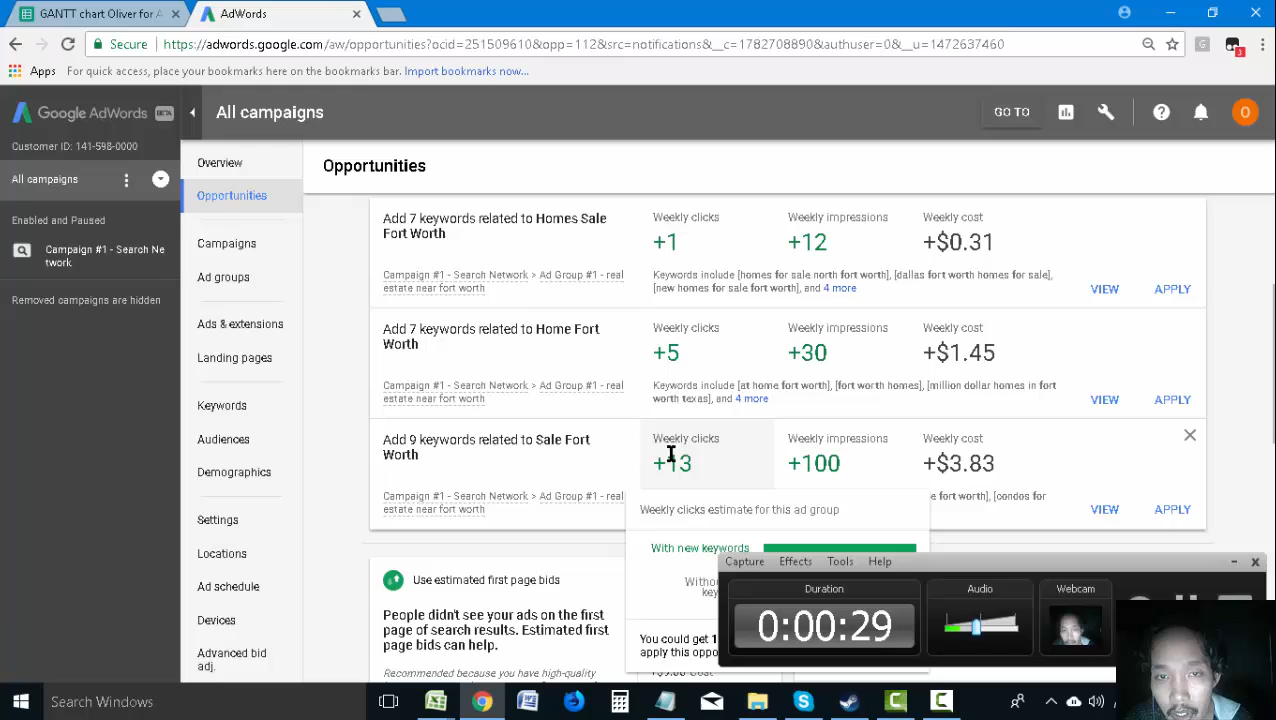 GANTT chart Oliver for A
AdWords
Secure
https://adwords.google.com/aw/opportunities?ocid=251509610&opp=112&src=notifications&__c=1782708890&authuser=0&__u=1472637460
Apps
For quick access, place your bookmarks here on the bookmarks bar. Import bookmarks now...
Google AdWords BETA
All campaigns
GO TO
O
Customer ID: 141-598-0000
All campaigns
Enabled and Paused
Campaign #1 - Search Ne
twork
Removed campaigns are hidden
Overview
Opportunities
Campaigns
Ad groups
Ads & extensions
Landing pages
Keywords
Audiences
Demographics
Settings
Locations
Ad schedule
Devices
Advanced bid
adj.
Opportunities
Add 7 keywords related to Homes Sale
Fort Worth
Weekly clicks
+1
Weekly impressions
+12
Weekly cost
+$0.31
Campaign #1 - Search Network > Ad Group #1 - real
estate near fort worth
Keywords include [homes for sale north fort worth], [dallas fort worth homes for sale],
[new homes for sale fort worth], and 4 more
VIEW
APPLY
Add 7 keywords related to Home Fort
Worth
Weekly clicks
+5
Weekly impressions
+30
Weekly cost
+$1.45
Campaign #1 - Search Network > Ad Group #1 - real
estate near fort worth
Keywords include [at home fort worth], [fort worth homes], [million dollar homes in fort
worth texas], and 4 more
VIEW
APPLY
Add 9 keywords related to Sale Fort
Worth
Weekly clicks
+13
Weekly impressions
+100
Weekly cost
+$3.83
Campaign #1 - Search Network > Ad Group #1 - real
estate near fort worth
fort worth], [condos for
VIEW
APPLY
Weekly clicks estimate for this ad group
With new keywords
You could get
apply this
Use estimated first page bids
People didn't see your ads on the first
page of search results. Estimated first
page bids can help.
Recommended because you have high-quality
Capture
Effects
Tools
Help
Duration
0:00:29
Audio
Webcam
Search Windows